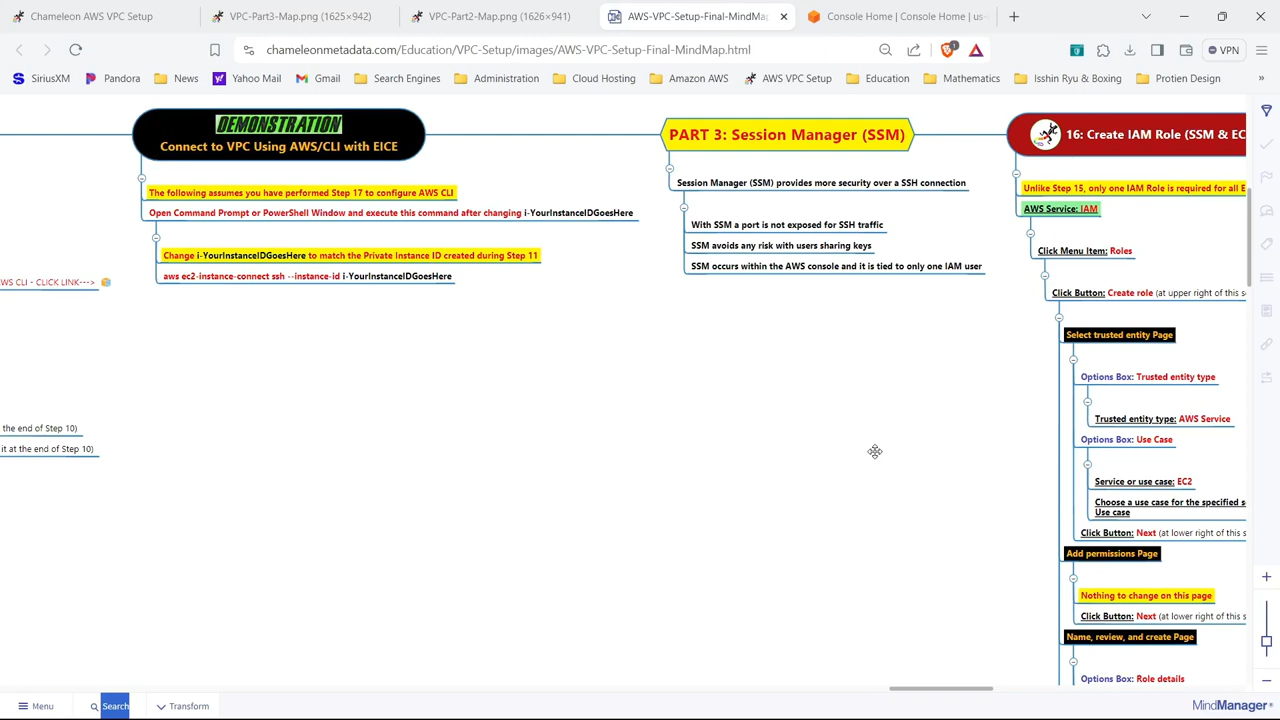 Chameleon AWS VPC Setup
VPC-Part3-Map.png (1625×942)
VPC-Part2-Map.png (1626×941)
AWS-VPC-Setup-Final-MindMap
Console Home | Console Home | us-
chameleonmetadata.com/Education/VPC-Setup/images/AWS-VPC-Setup-Final-MindMap.html
1
VPN
SiriusXM
Pandora
News
Yahoo Mail
Gmail
Search Engines
Administration
Cloud Hosting
Amazon AWS
AWS VPC Setup
Education
Mathematics
Isshin Ryu & Boxing
Protien Design
»
DEMONSTRATION
Connect to VPC Using AWS/CLI with EICE
The following assumes you have performed Step 17 to configure AWS CLI
Open Command Prompt or PowerShell Window and execute this command after changing i-YourInstanceIDGoesHere
Change i-YourInstanceIDGoesHere to match the Private Instance ID created during Step 11
aws ec2-instance-connect ssh --instance-id i-YourInstanceIDGoesHere
WS CLI - CLICK LINK--->
the end of Step 10)
it at the end of Step 10)
PART 3: Session Manager (SSM)
Session Manager (SSM) provides more security over a SSH connection
With SSM a port is not exposed for SSH traffic
SSM avoids any risk with users sharing keys
SSM occurs within the AWS console and it is tied to only one IAM user
16: Create IAM Role (SSM & EC
Unlike Step 15, only one IAM Role is required for all E
AWS Service: IAM
Click Menu Item: Roles
Click Button: Create role (at upper right of this s
Select trusted entity Page
Options Box: Trusted entity type
Trusted entity type: AWS Service
Options Box: Use Case
Service or use case: EC2
Choose a use case for the specified s
Use case
Click Button: Next (at lower right of this s
Add permissions Page
Nothing to change on this page
Click Button: Next (at lower right of this s
Name, review, and create Page
Options Box: Role details
Menu
Search
Transform
MindManager